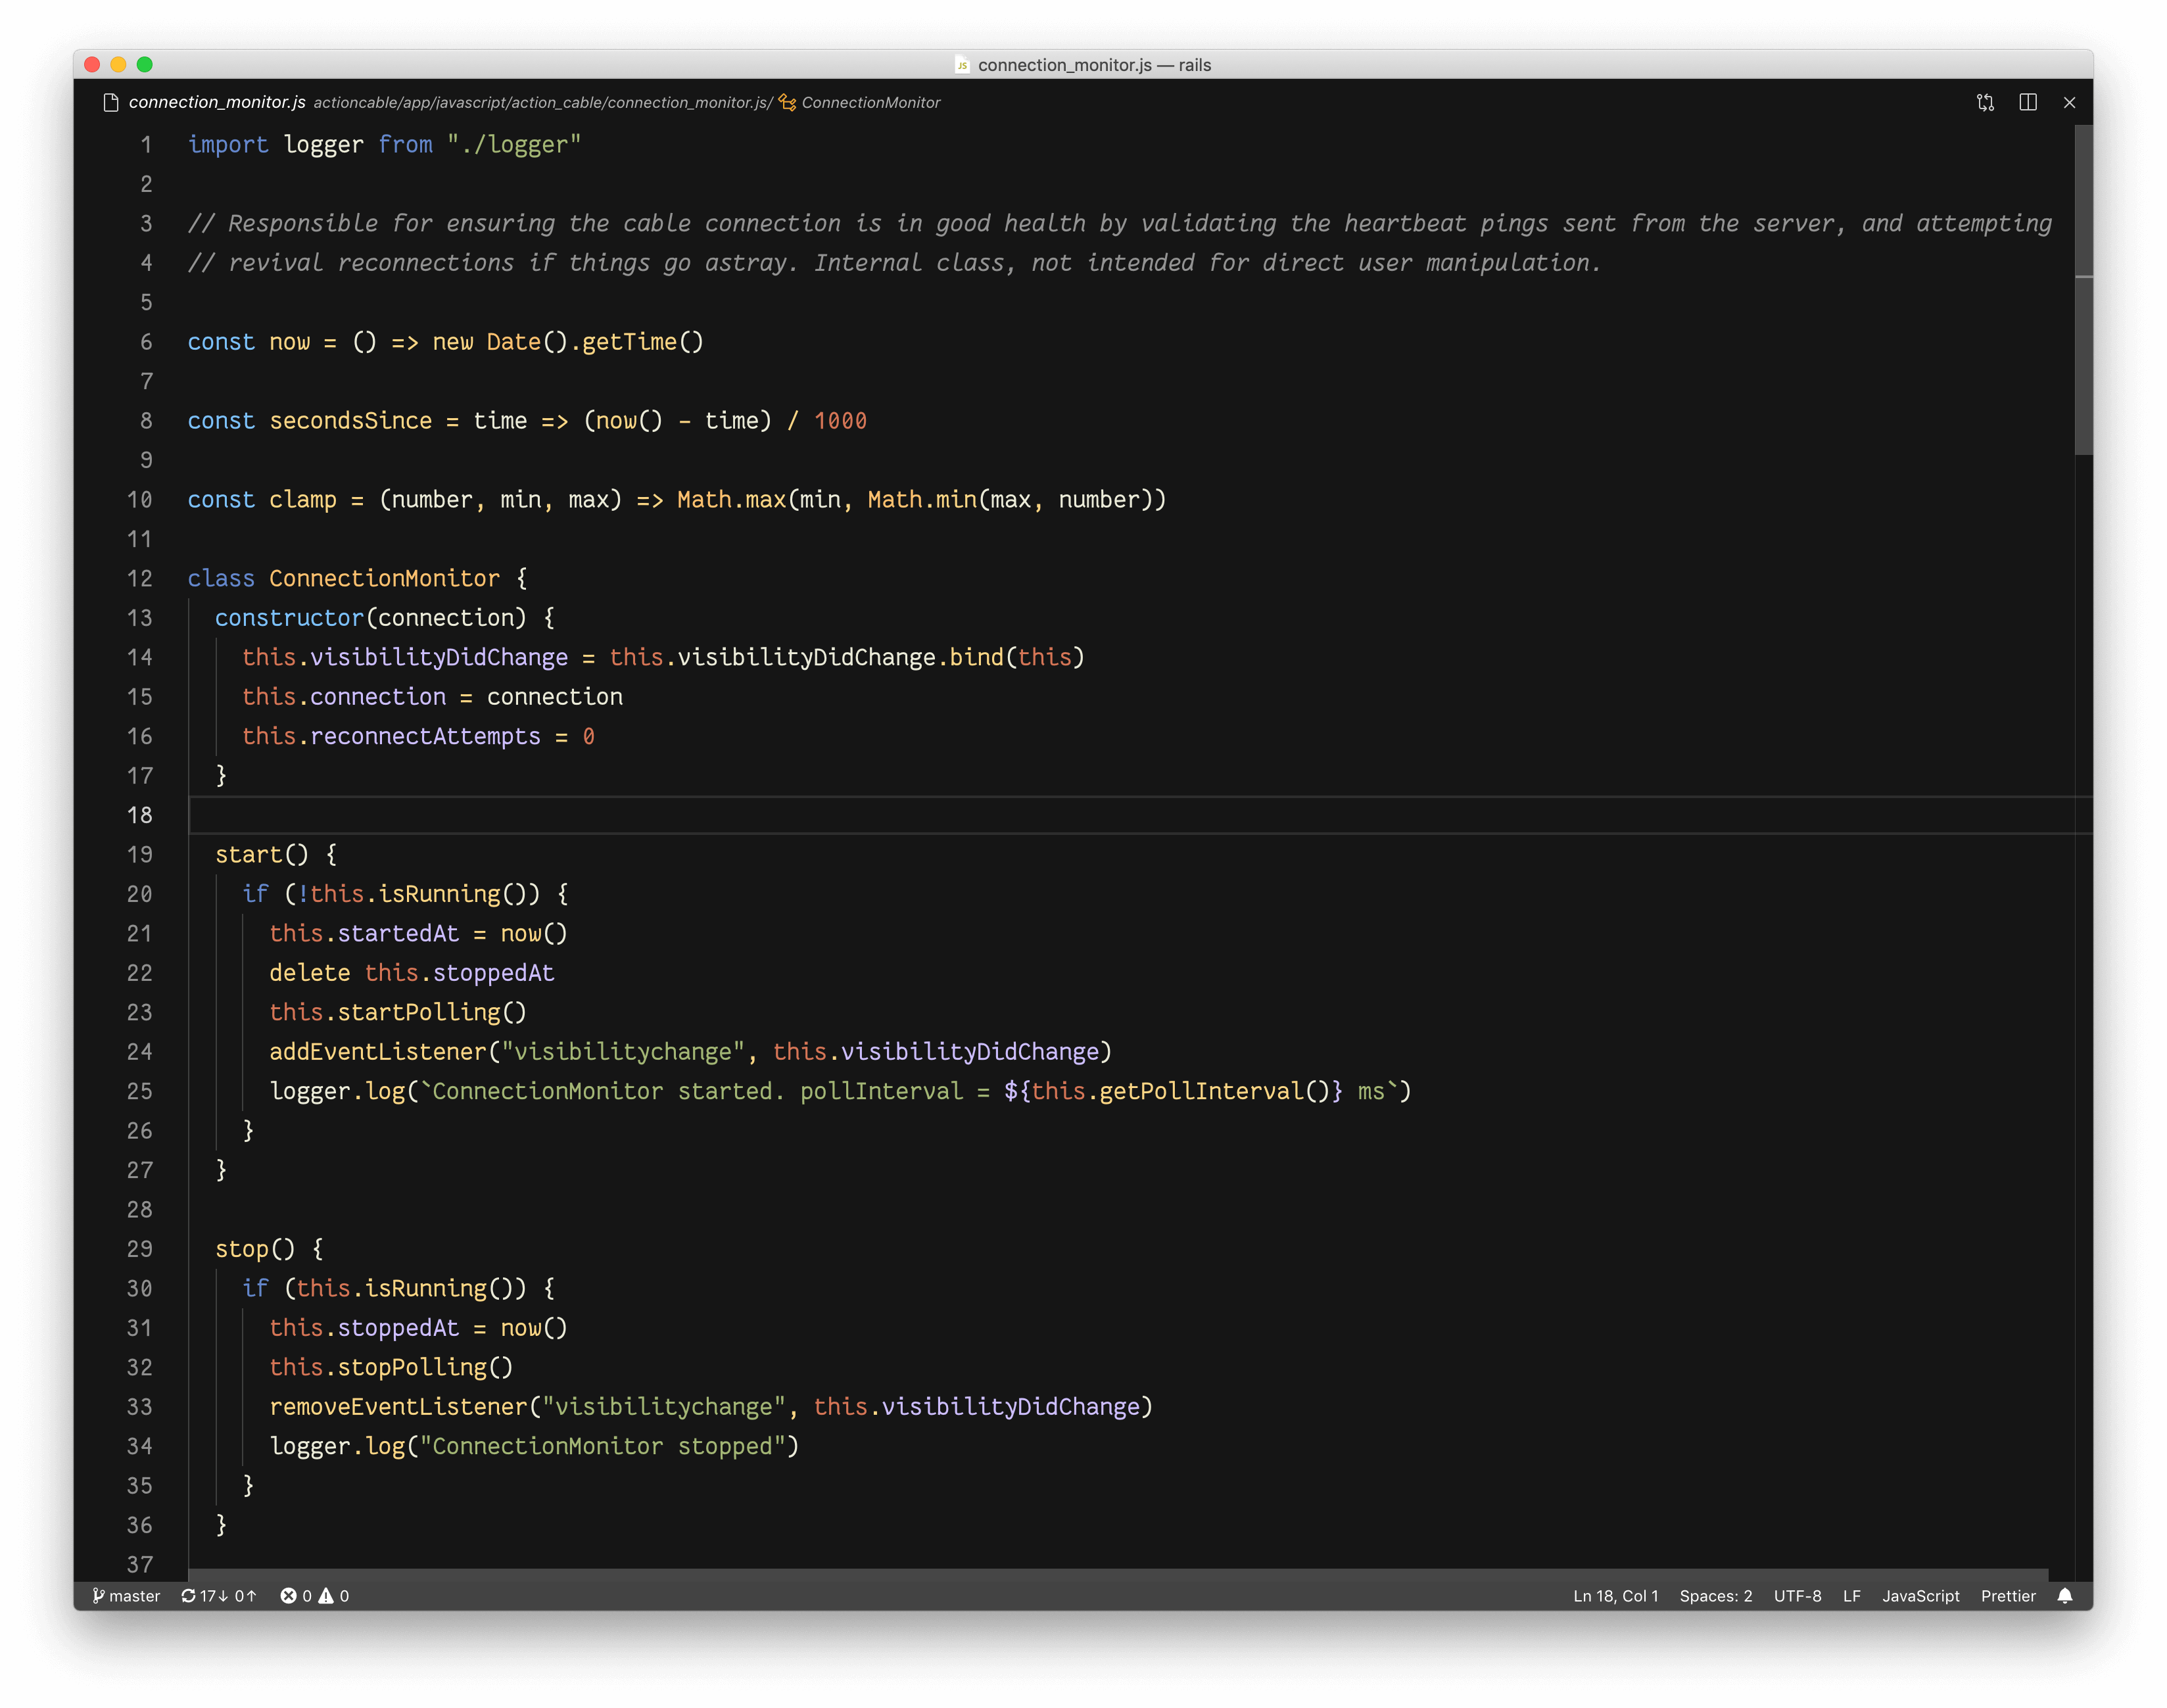 connection_monitor.js — rails
connection_monitor.js actioncable/app/javascript/action_cable/connection_monitor.js/ ConnectionMonitor
1 import logger from "./logger"
2
3 // Responsible for ensuring the cable connection is in good health by validating the heartbeat pings sent from the server, and attempting
4 // revival reconnections if things go astray. Internal class, not intended for direct user manipulation.
5
6 const now = () => new Date().getTime()
7
8 const secondsSince = time => (now() - time) / 1000
9
10 const clamp = (number, min, max) => Math.max(min, Math.min(max, number))
11
12 class ConnectionMonitor {
13   constructor(connection) {
14     this.visibilityDidChange = this.visibilityDidChange.bind(this)
15     this.connection = connection
16     this.reconnectAttempts = 0
17   }
18
19   start() {
20     if (!this.isRunning()) {
21       this.startedAt = now()
22       delete this.stoppedAt
23       this.startPolling()
24       addEventListener("visibilitychange", this.visibilityDidChange)
25       logger.log(`ConnectionMonitor started. pollInterval = ${this.getPollInterval()} ms`)
26     }
27   }
28
29   stop() {
30     if (this.isRunning()) {
31       this.stoppedAt = now()
32       this.stopPolling()
33       removeEventListener("visibilitychange", this.visibilityDidChange)
34       logger.log("ConnectionMonitor stopped")
35     }
36   }
37
master 17↓ 0↑ 0 0 Ln 18, Col 1 Spaces: 2 UTF-8 LF JavaScript Prettier